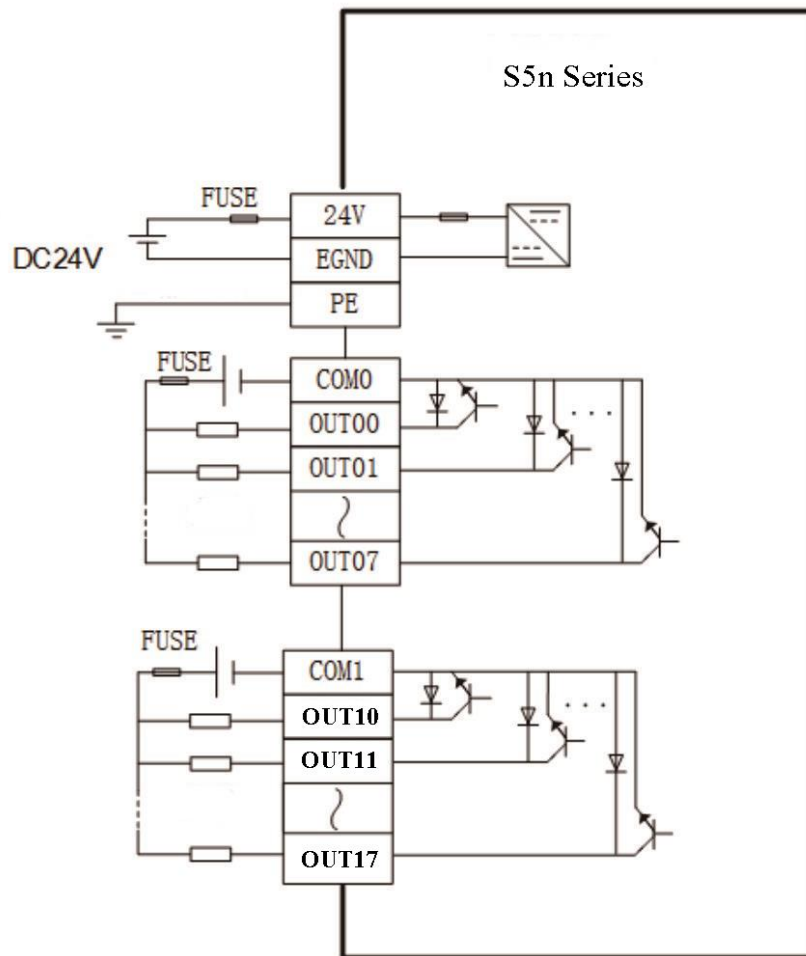 S5n Series
FUSE
24V
DC24V
EGND
PE
FUSE
COM0
OUT00
OUT01
OUT07
FUSE
COM1
OUT10
OUT11
OUT17